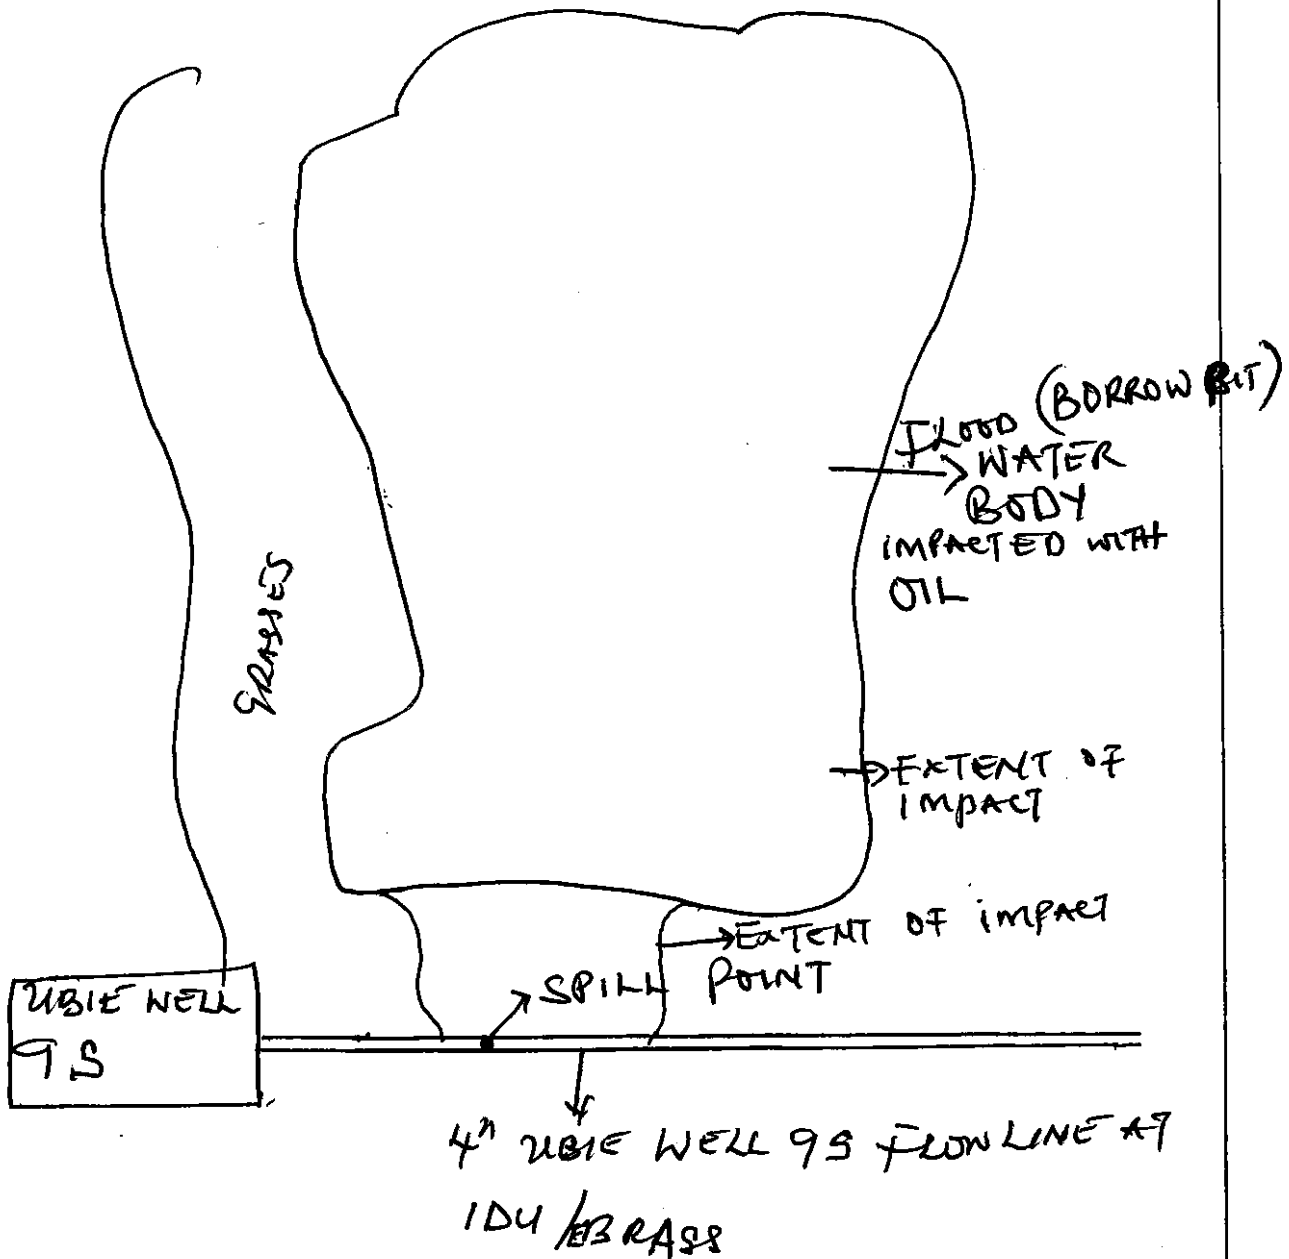 FLOOD (BORROW PIT)
WATER
BODY
IMPACTED WITH
OIL
GRASSES
EXTENT OF
IMPACT
EXTENT OF IMPACT
SPILL POINT
UBIE WELL
9S
4" UBIE WELL 9S FLOWLINE AT
IDU/EBRASS